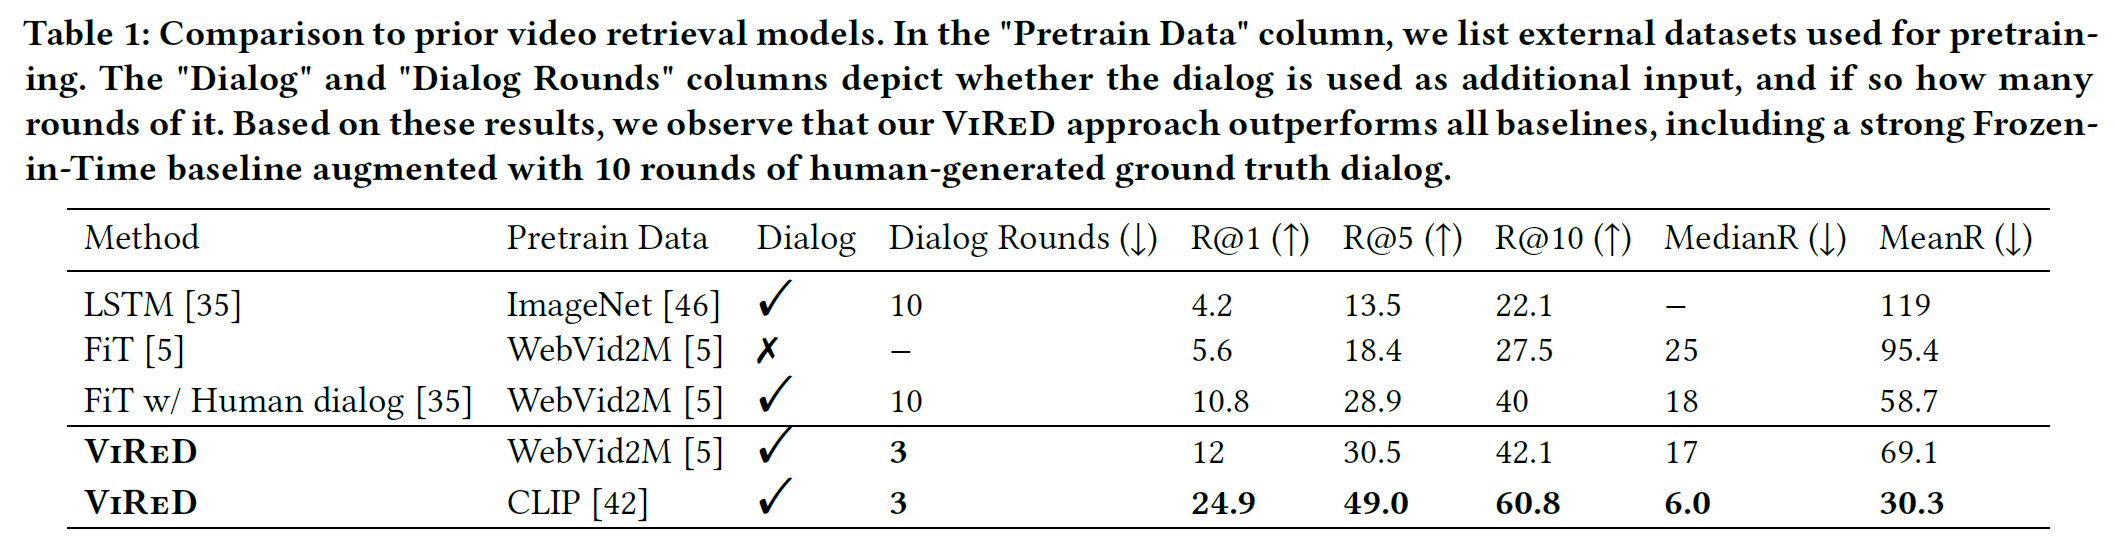 Table 1: Comparison to prior video retrieval models. In the "Pretrain Data" column, we list external datasets used for pretrain-
ing. The "Dialog" and "Dialog Rounds" columns depict whether the dialog is used as additional input, and if so how many
rounds of it. Based on these results, we observe that our ViReD approach outperforms all baselines, including a strong Frozen-
in-Time baseline augmented with 10 rounds of human-generated ground truth dialog.
Method Pretrain Data Dialog Dialog Rounds (↓) R@1 (↑) R@5 (↑) R@10 (↑) MedianR (↓) MeanR (↓)
LSTM [35] ImageNet [46] ✓ 10 4.2 13.5 22.1 – 119
FiT [5] WebVid2M [5] ✗ – 5.6 18.4 27.5 25 95.4
FiT w/ Human dialog [35] WebVid2M [5] ✓ 10 10.8 28.9 40 18 58.7
ViReD WebVid2M [5] ✓ 3 12 30.5 42.1 17 69.1
ViReD CLIP [42] ✓ 3 24.9 49.0 60.8 6.0 30.3